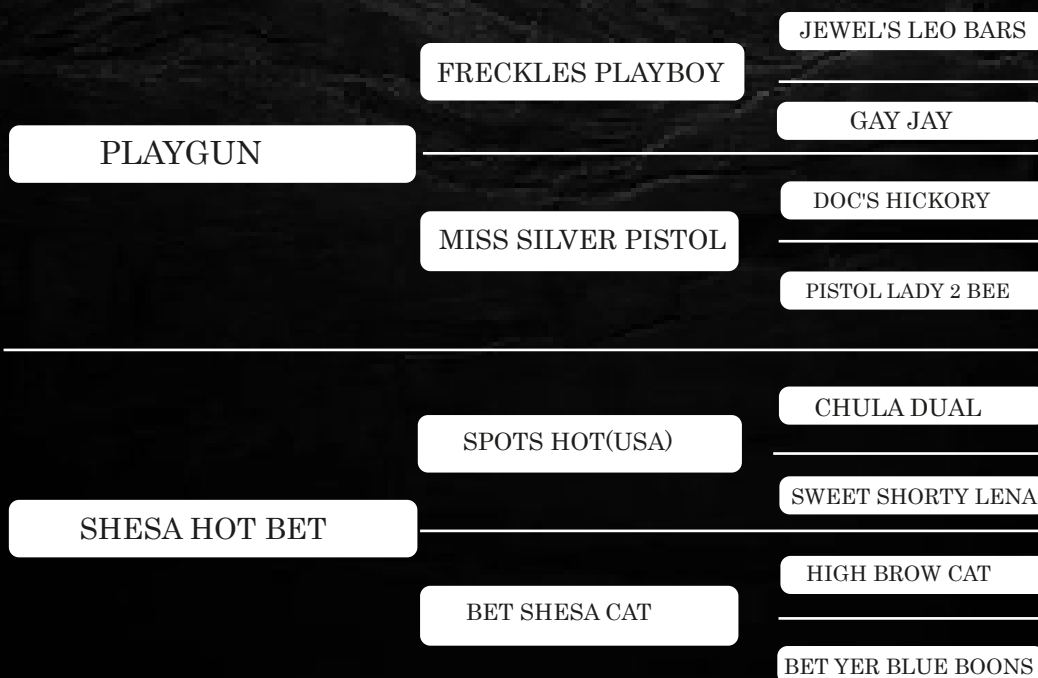 JEWEL'S LEO BARS
FRECKLES PLAYBOY
GAY JAY
PLAYGUN
DOC'S HICKORY
MISS SILVER PISTOL
PISTOL LADY 2 BEE
CHULA DUAL
SPOTS HOT(USA)
SWEET SHORTY LENA
SHESA HOT BET
HIGH BROW CAT
BET SHESA CAT
BET YER BLUE BOONS